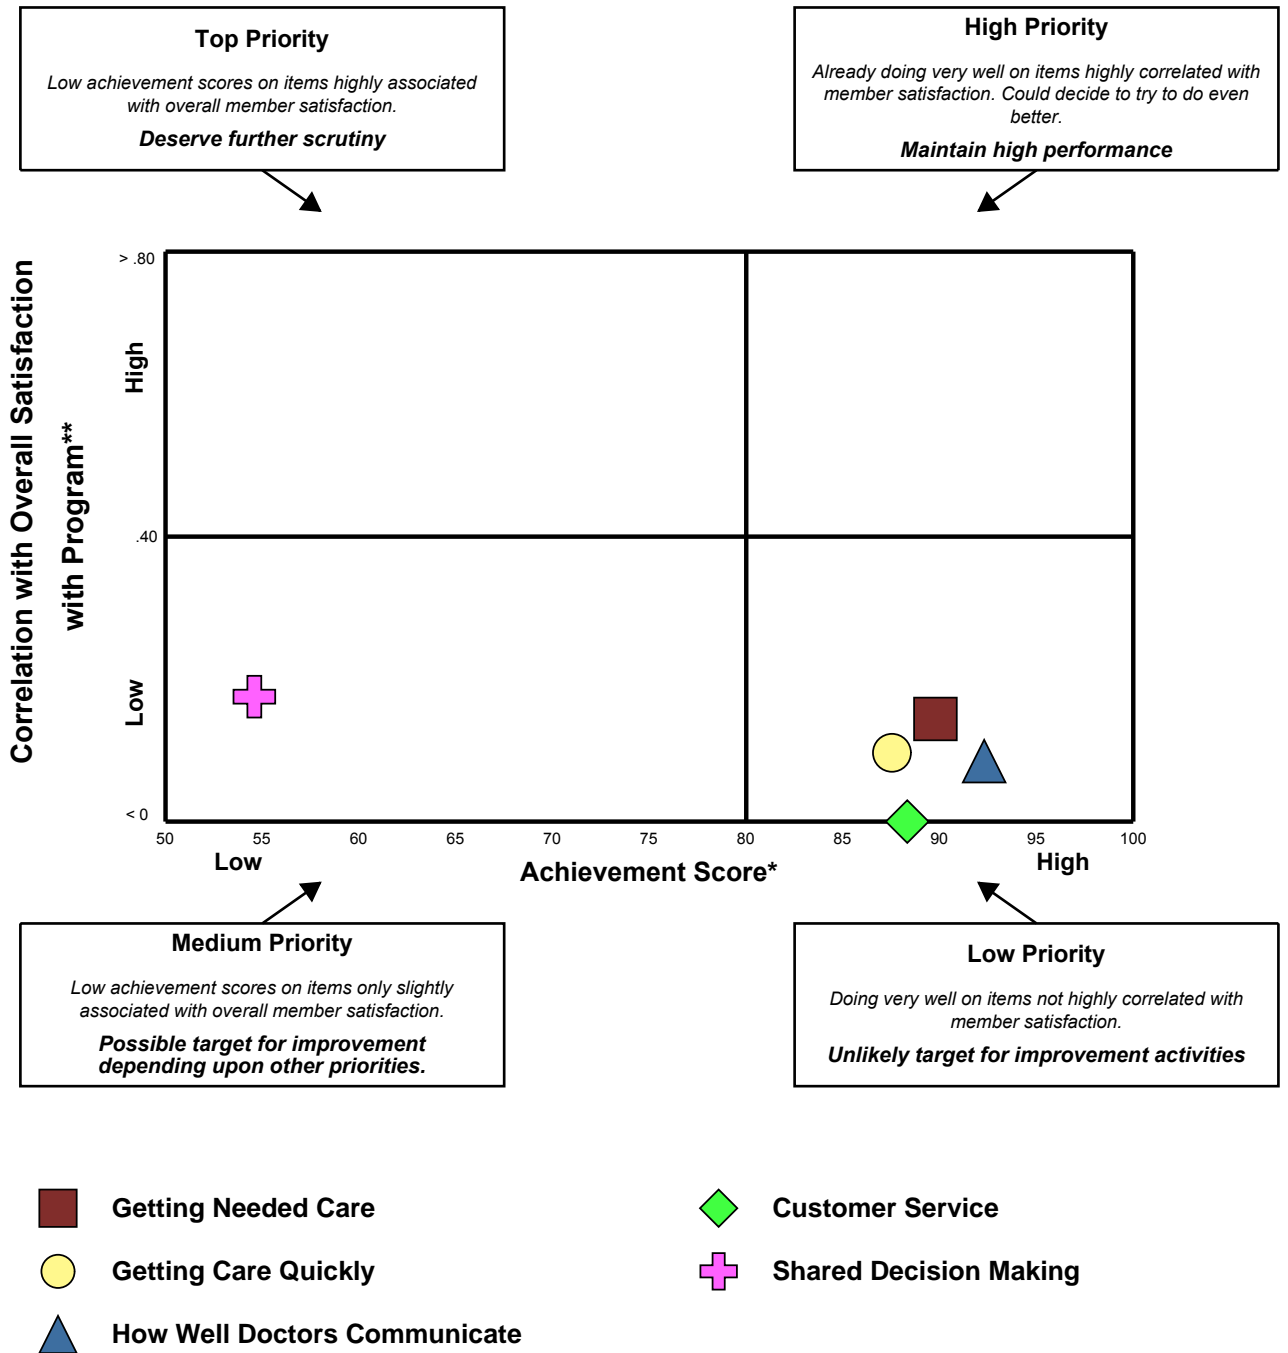 Top Priority
Low achievement scores on items highly associated
with overall member satisfaction.
Deserve further scrutiny
High Priority
Already doing very well on items highly correlated with
member satisfaction. Could decide to try to do even
better.
Maintain high performance
Correlation with Overall Satisfaction
with Program**
> .80
High
.40
Low
< 0
50 55 60 65 70 75 80 85 90 95 100
Low
High
Achievement Score*
Medium Priority
Low achievement scores on items only slightly
associated with overall member satisfaction.
Possible target for improvement
depending upon other priorities.
Low Priority
Doing very well on items not highly correlated with
member satisfaction.
Unlikely target for improvement activities
Getting Needed Care
Getting Care Quickly
How Well Doctors Communicate
Customer Service
Shared Decision Making